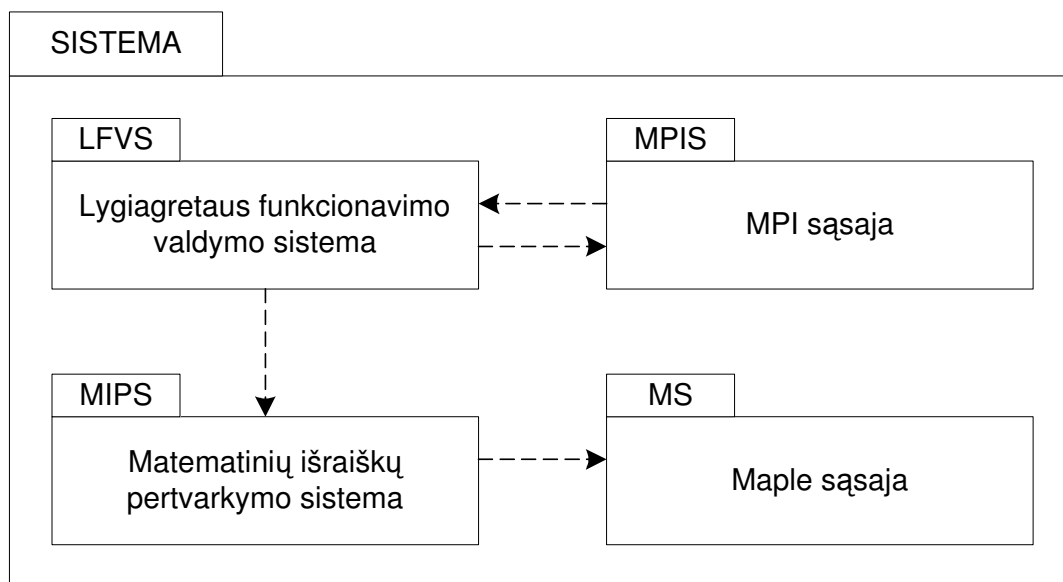 SISTEMA
LFVS
Lygiagretaus funkcionavimo
valdymo sistema
MPIS
MPI sąsaja
MIPS
Matematinių išraiškų
pertvarkymo sistema
MS
Maple sąsaja